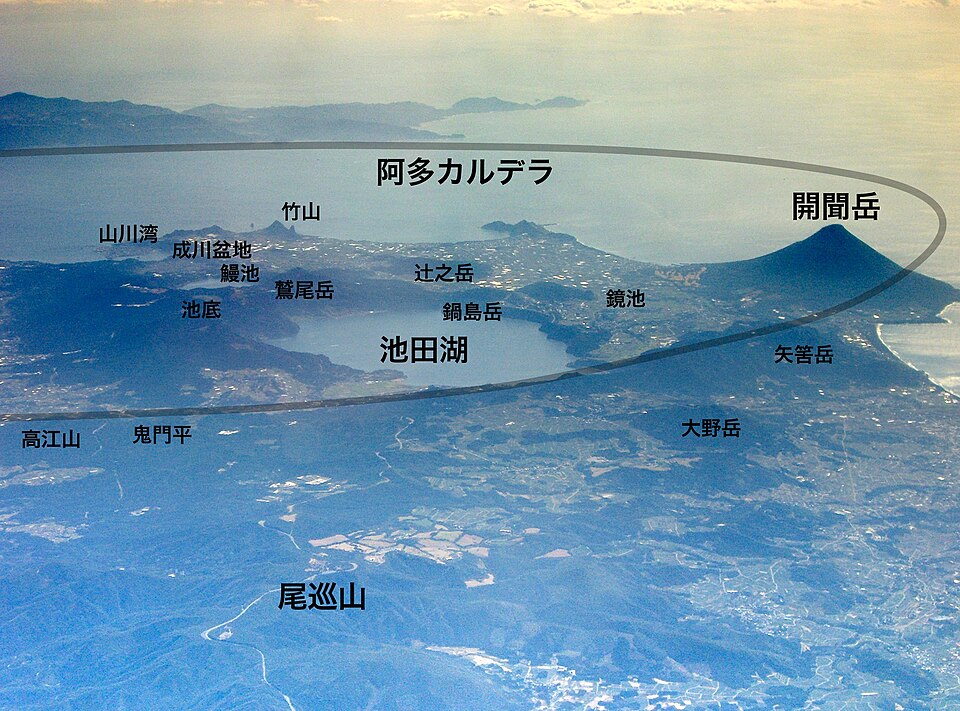 阿多カルデラ
開聞岳
竹山
山川湾
成川盆地
鰻池
辻之岳
鷲尾岳
鏡池
池底
鍋島岳
池田湖
矢筈岳
大野岳
高江山
鬼門平
尾巡山